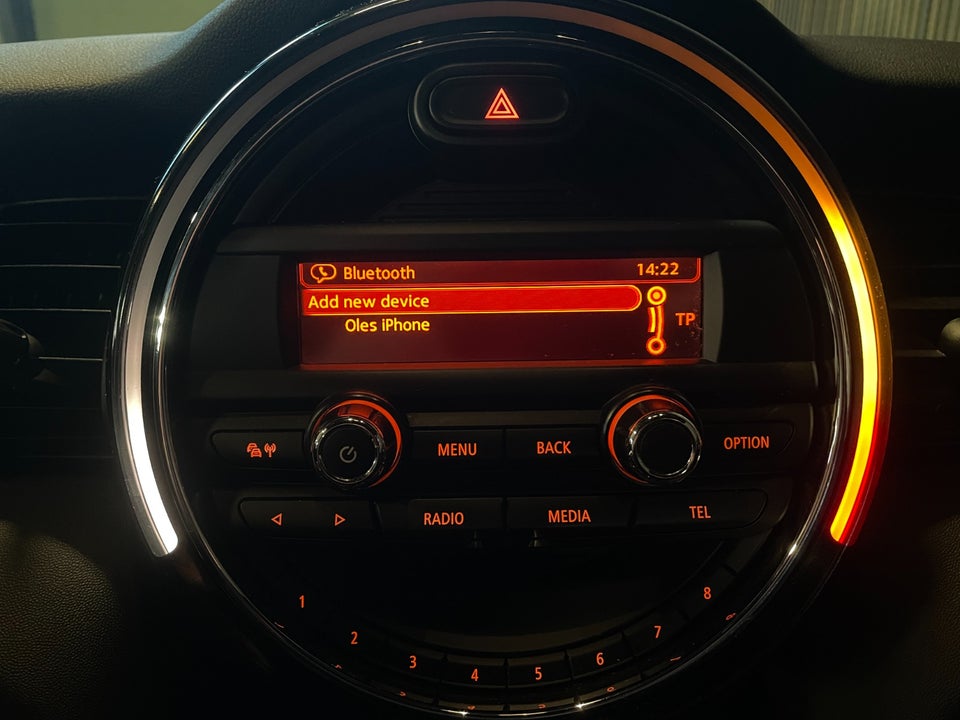 Bluetooth 14:22
Add new device
Oles iPhone
TP
MENU BACK OPTION
RADIO MEDIA TEL
1 2 3 4 5 6 7 8